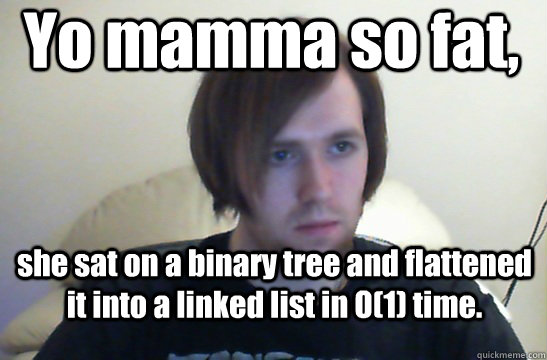 Yo mamma so fat,
she sat on a binary tree and flattened
it into a linked list in O(1) time.
quickmeme.com